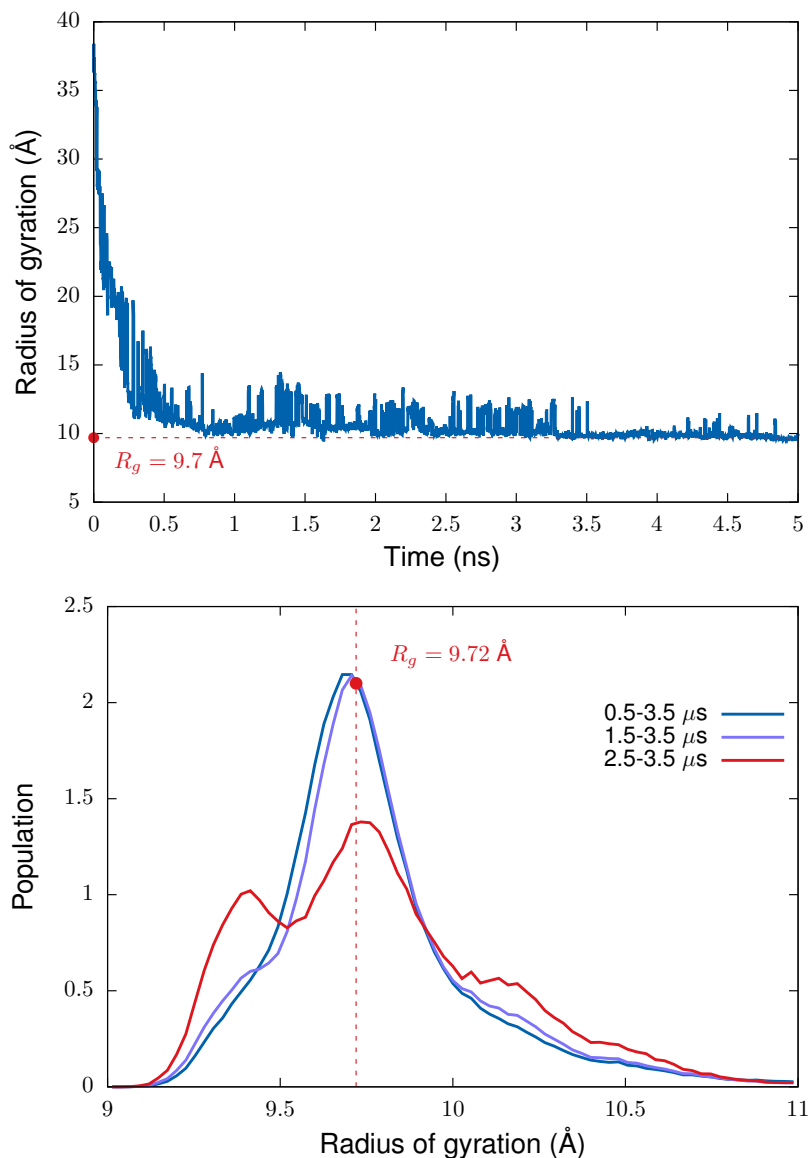 40
35
30
25
20
15
10
5
Radius of gyration (Å)
R_g = 9.7 Å
0 0.5 1 1.5 2 2.5 3 3.5 4 4.5 5
Time (ns)
2.5
2
1.5
1
0.5
0
Population
R_g = 9.72 Å
0.5-3.5 μs
1.5-3.5 μs
2.5-3.5 μs
9 9.5 10 10.5 11
Radius of gyration (Å)